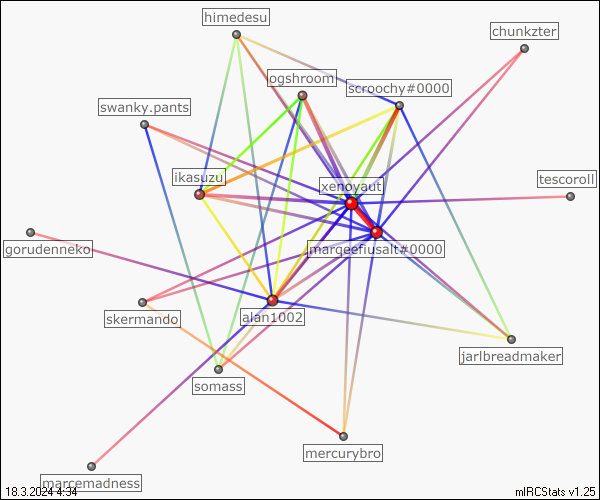 himedesu
chunkzter
ogshroom
scroochy#0000
swanky.pants
ikasuzu
xenoyaut
tescoroll
gorudenneko
marqeefiusalt#0000
skermando
alan1002
jarlbreadmaker
somass
mercurybro
marcemadness
18.3.2024 4:34
mIRCStats v1.25